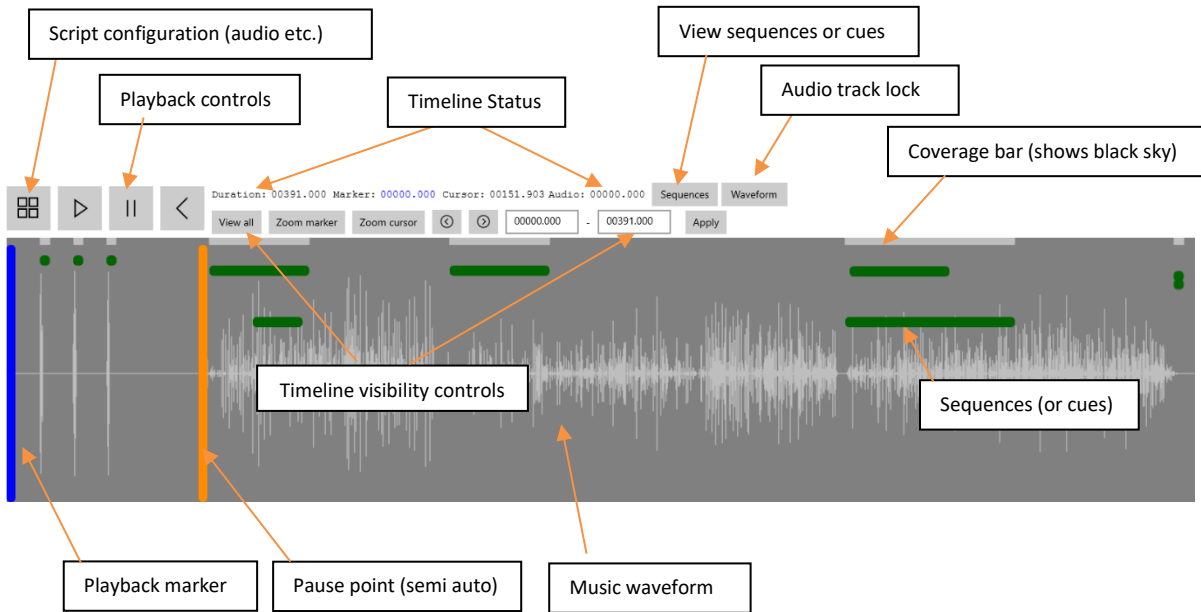 Script configuration (audio etc.)
View sequences or cues
Playback controls
Timeline Status
Audio track lock
Coverage bar (shows black sky)
Duration: 00391.000 Marker: 00000.000 Cursor: 00151.903 Audio: 00000.000 Sequences Waveform
View all Zoom marker Zoom cursor 00000.000 - 00391.000 Apply
Timeline visibility controls
Sequences (or cues)
Playback marker
Pause point (semi auto)
Music waveform